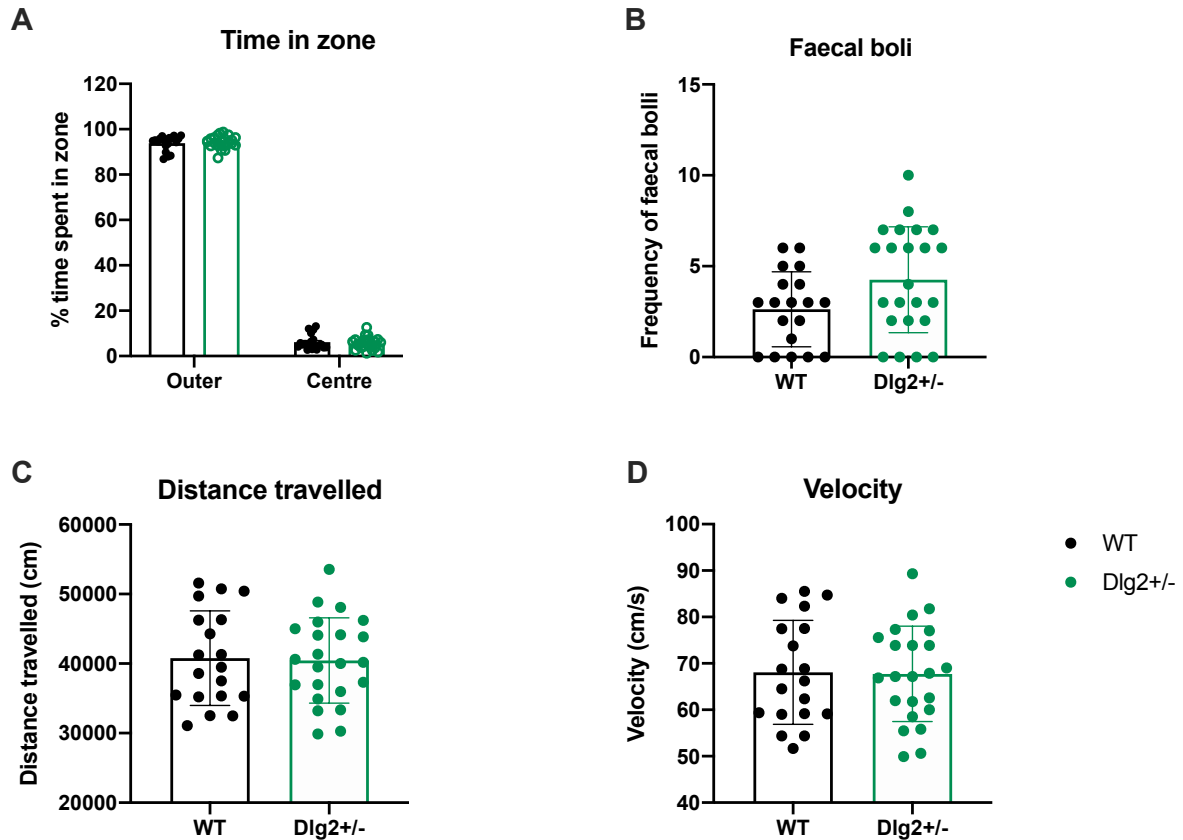 A
Time in zone
% time spent in zone
120
100
80
60
40
20
0
Outer
Centre
B
Faecal boli
Frequency of faecal bolli
15
10
5
0
WT
Dlg2+/-
C
Distance travelled
Distance travelled (cm)
60000
50000
40000
30000
20000
WT
Dlg2+/-
D
Velocity
Velocity (cm/s)
100
90
80
70
60
50
40
WT
Dlg2+/-
WT
Dlg2+/-